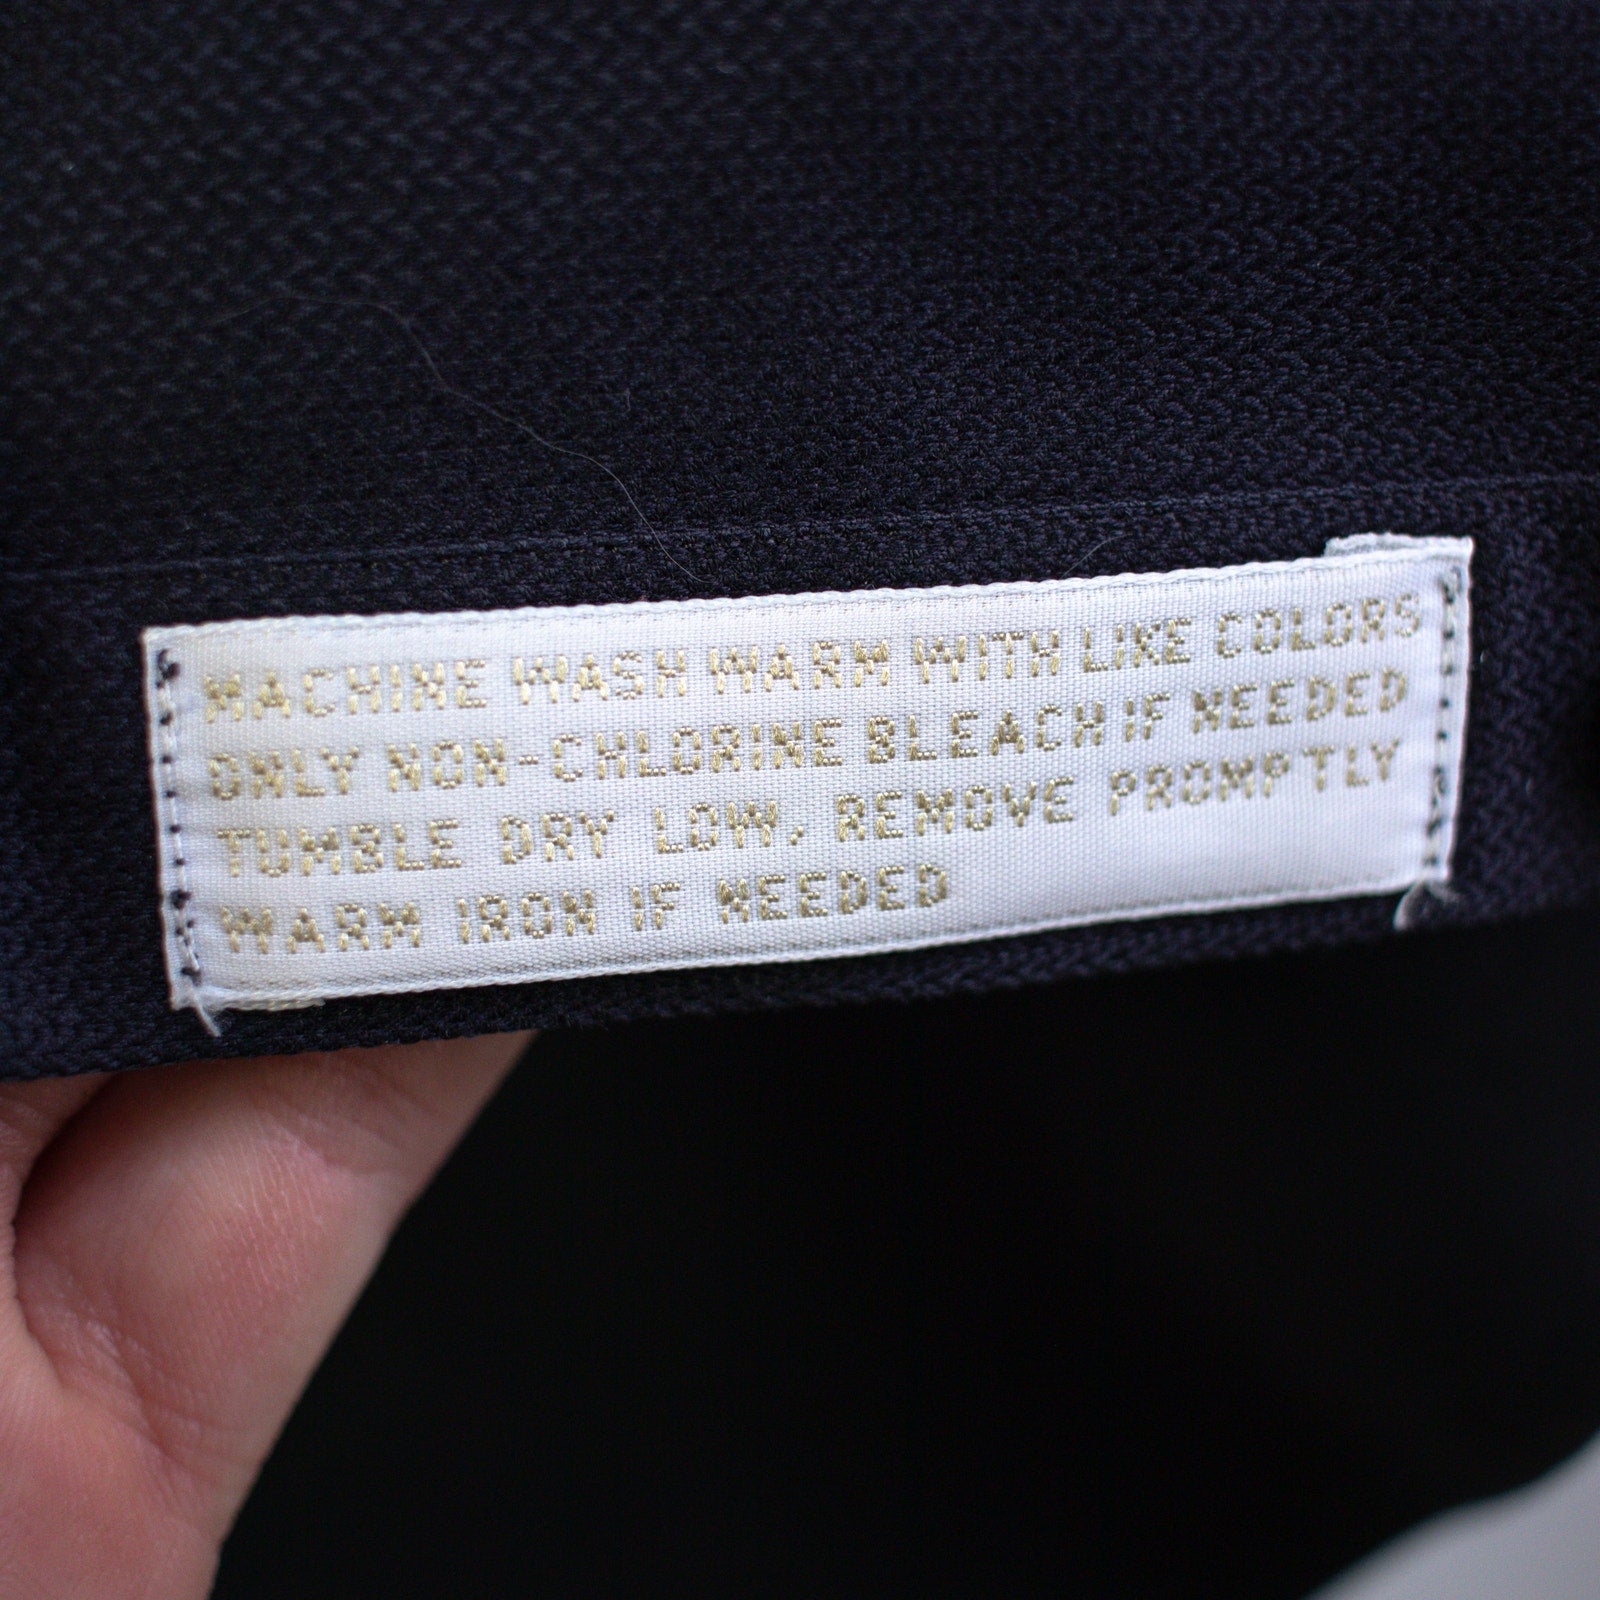 MACHINE WASH WARM WITH LIKE COLORS
ONLY NON-CHLORINE BLEACH IF NEEDED
TUMBLE DRY LOW, REMOVE PROMPTLY
WARM IRON IF NEEDED